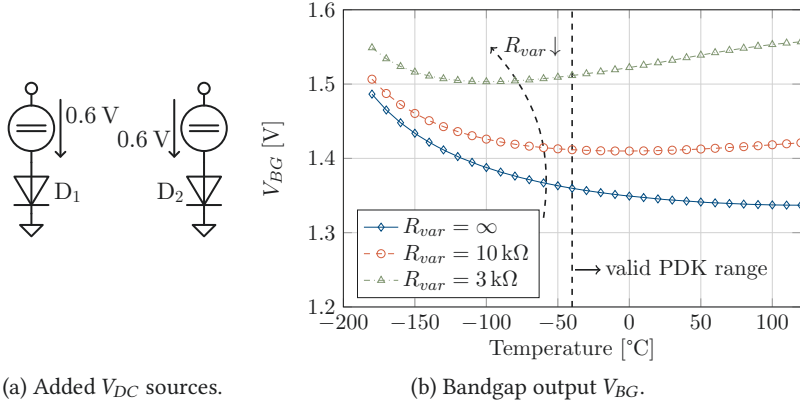 0.6 V
0.6 V
D1
D2
(a) Added VDC sources.
1.6
1.5
1.4
1.3
1.2
VBG [V]
Rvar ↓
Rvar = ∞
Rvar = 10 kΩ
Rvar = 3 kΩ
→ valid PDK range
−200
−150
−100
−50
0
50
100
Temperature [°C]
(b) Bandgap output VBG.